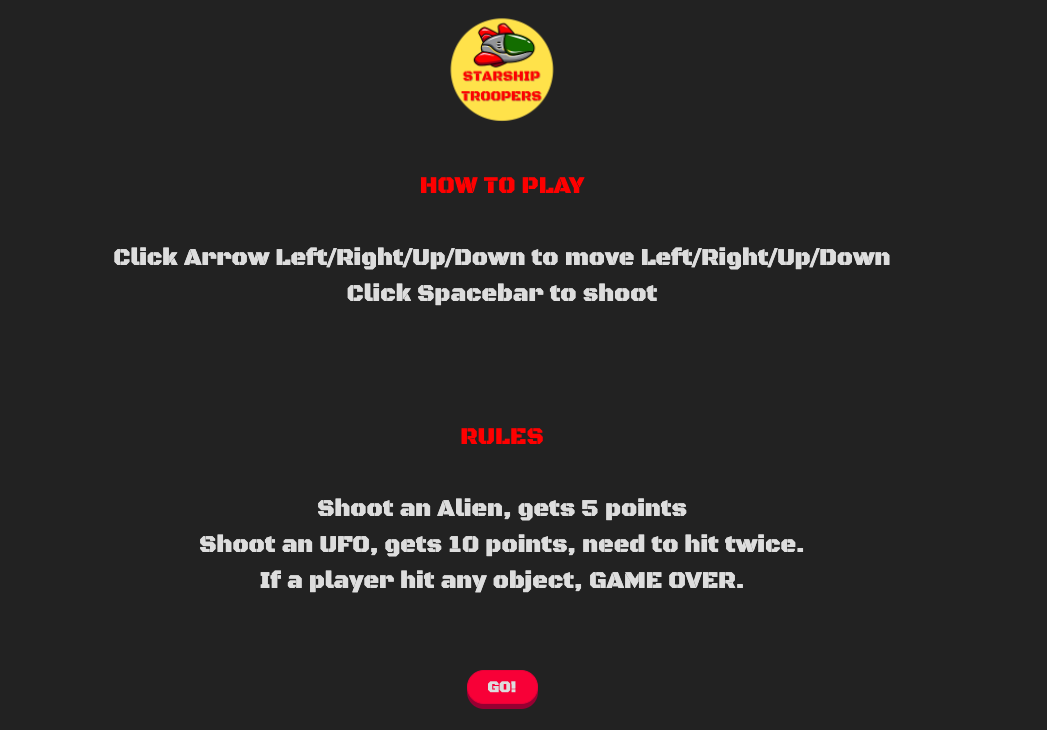 STARSHIP
TROOPERS
HOW TO PLAY
Click Arrow Left/Right/Up/Down to move Left/Right/Up/Down
Click Spacebar to shoot
RULES
Shoot an Alien, gets 5 points
Shoot an UFO, gets 10 points, need to hit twice.
If a player hit any object, GAME OVER.
GO!